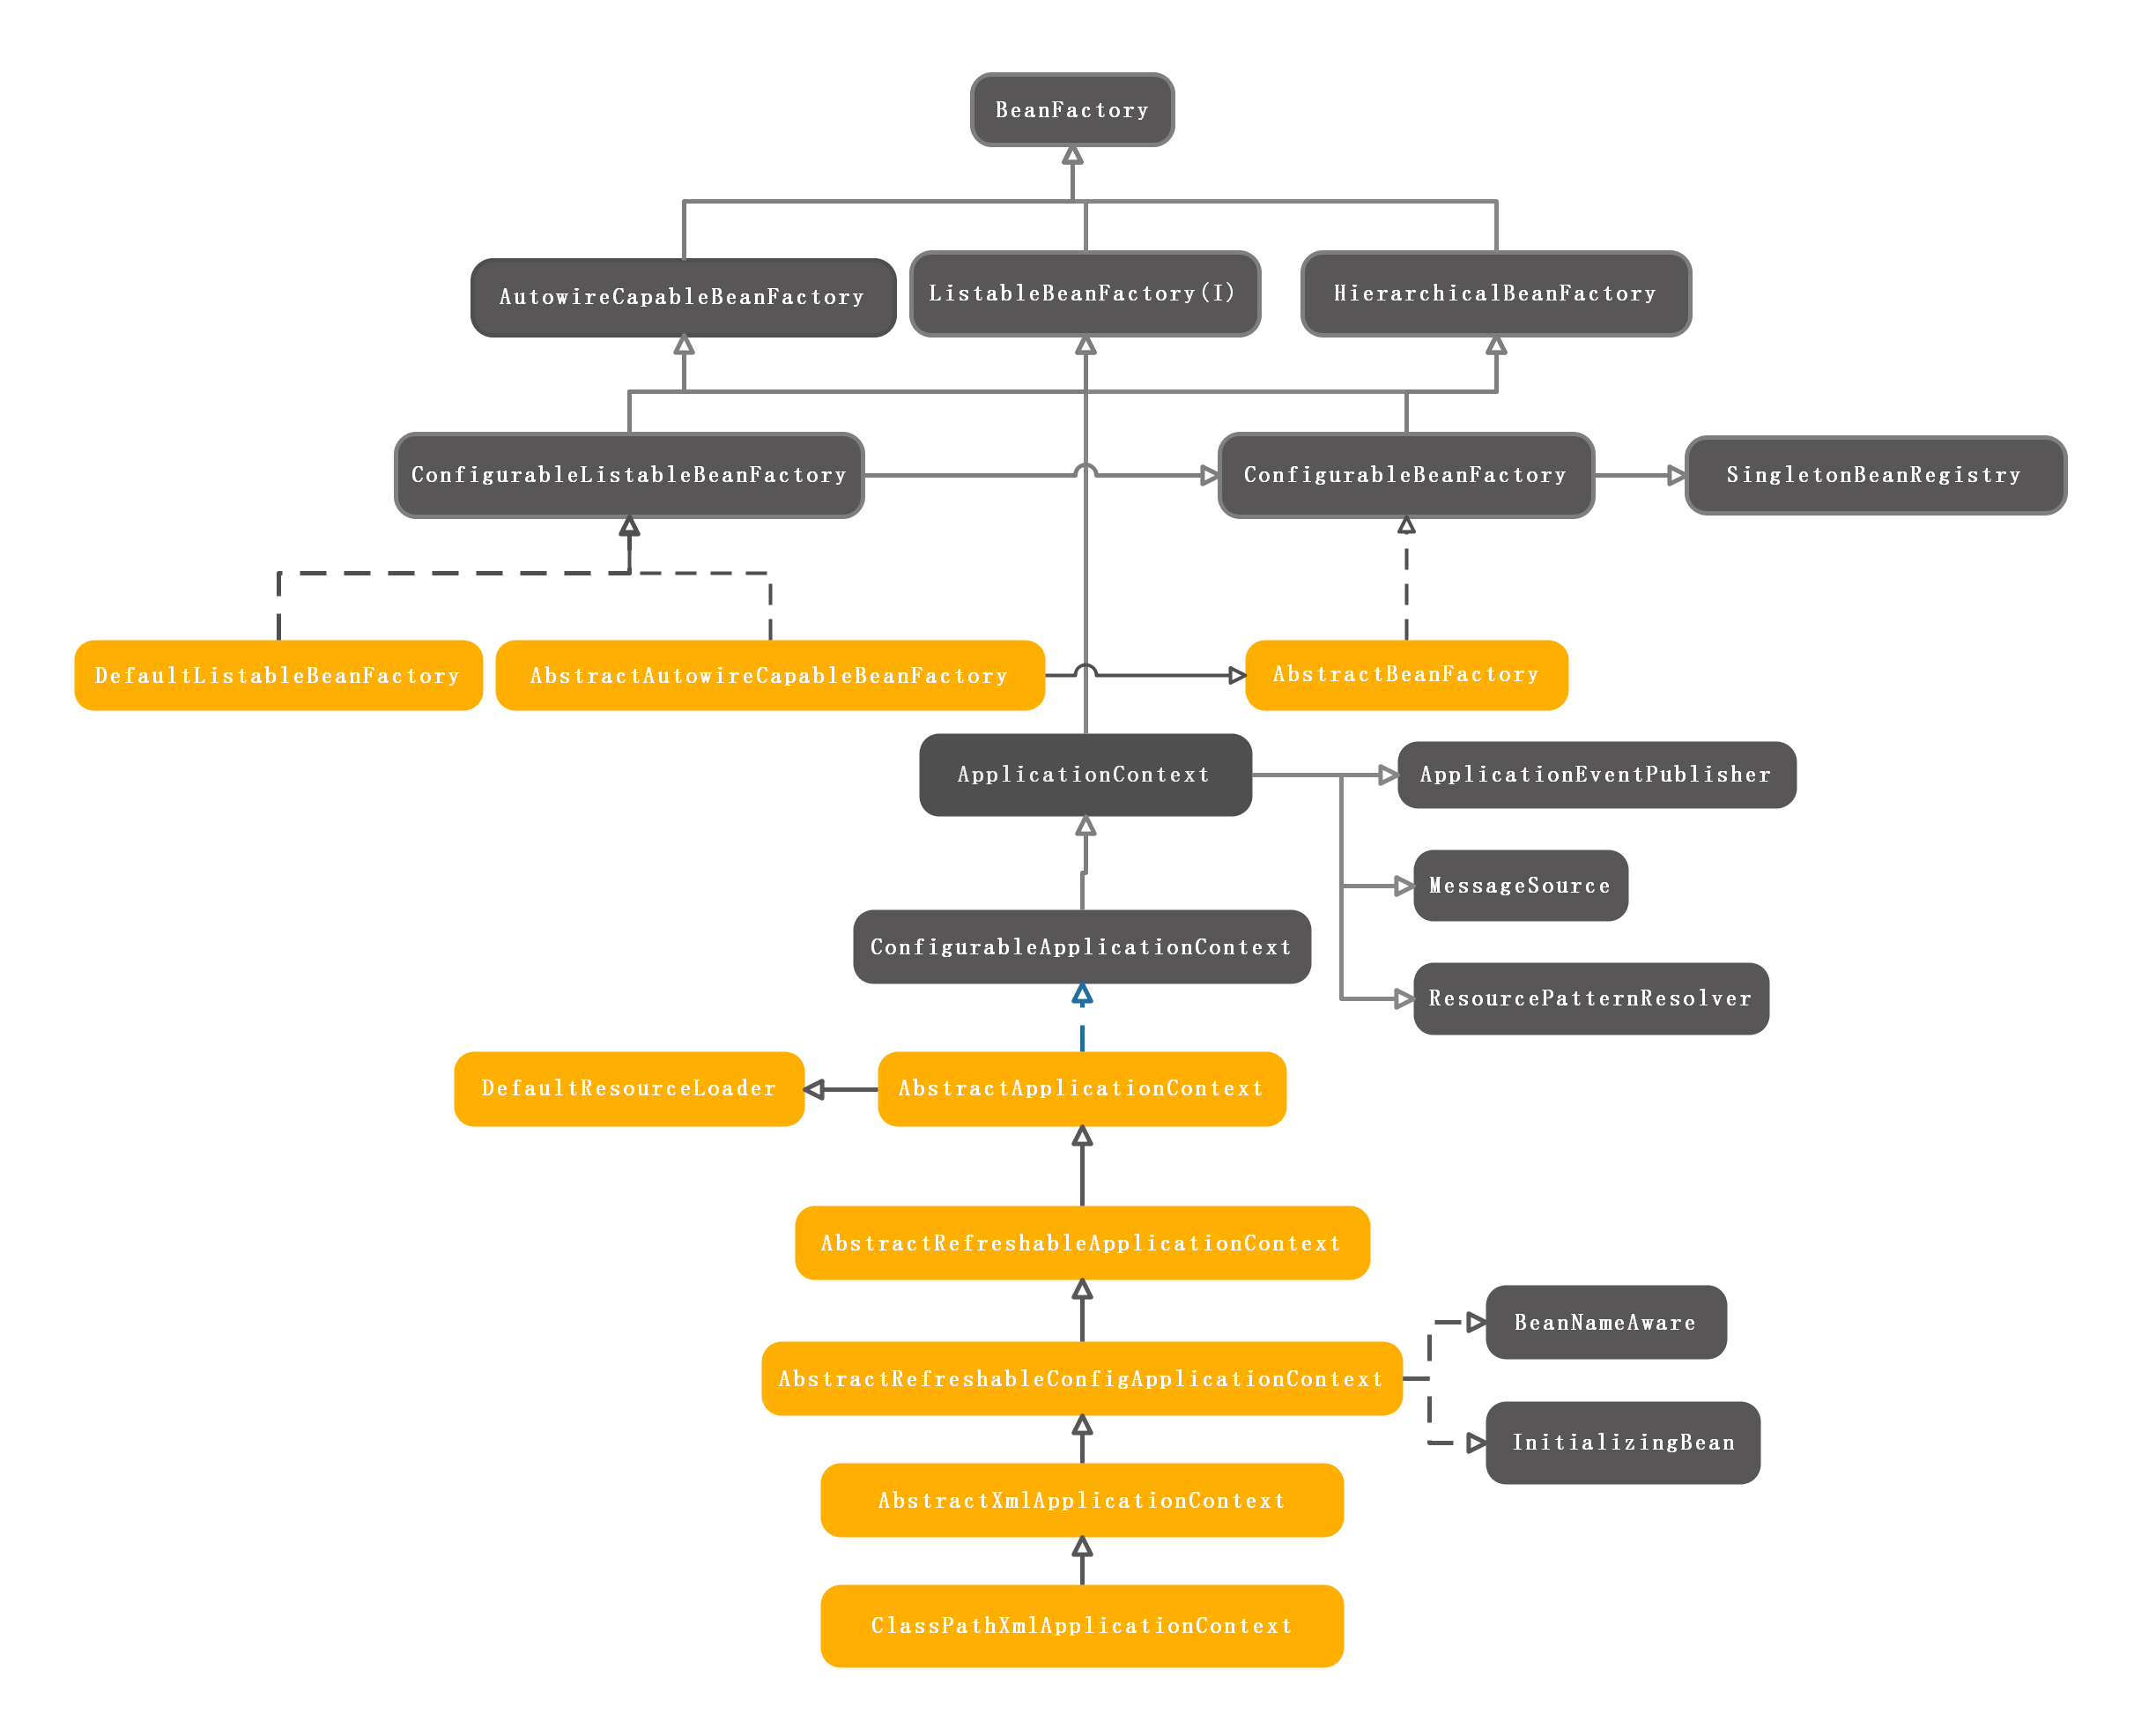 BeanFactory
AutowireCapableBeanFactory
ListableBeanFactory(I)
HierarchicalBeanFactory
ConfigurableListableBeanFactory
ConfigurableBeanFactory
SingletonBeanRegistry
DefaultListableBeanFactory
AbstractAutowireCapableBeanFactory
AbstractBeanFactory
ApplicationContext
ApplicationEventPublisher
MessageSource
ConfigurableApplicationContext
ResourcePatternResolver
DefaultResourceLoader
AbstractApplicationContext
AbstractRefreshableApplicationContext
BeanNameAware
AbstractRefreshableConfigApplicationContext
InitializingBean
AbstractXmlApplicationContext
ClassPathXmlApplicationContext